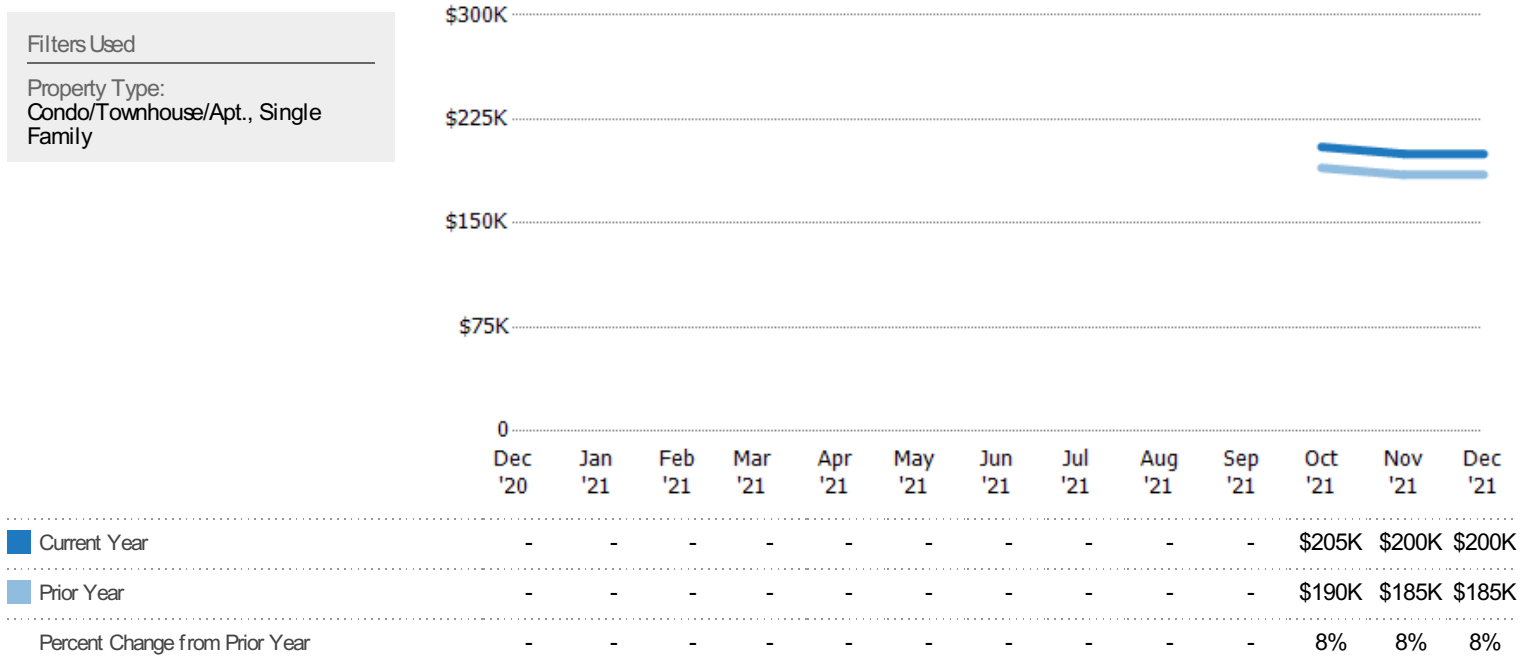 Filters Used
Property Type:
Condo/Townhouse/Apt., Single
Family
$300K
$225K
$150K
$75K
0
Dec Jan Feb Mar Apr May Jun Jul Aug Sep Oct Nov Dec
'20 '21 '21 '21 '21 '21 '21 '21 '21 '21 '21 '21 '21
Current Year - - - - - - - - - - $205K $200K $200K
Prior Year - - - - - - - - - - $190K $185K $185K
Percent Change from Prior Year - - - - - - - - - - 8% 8% 8%